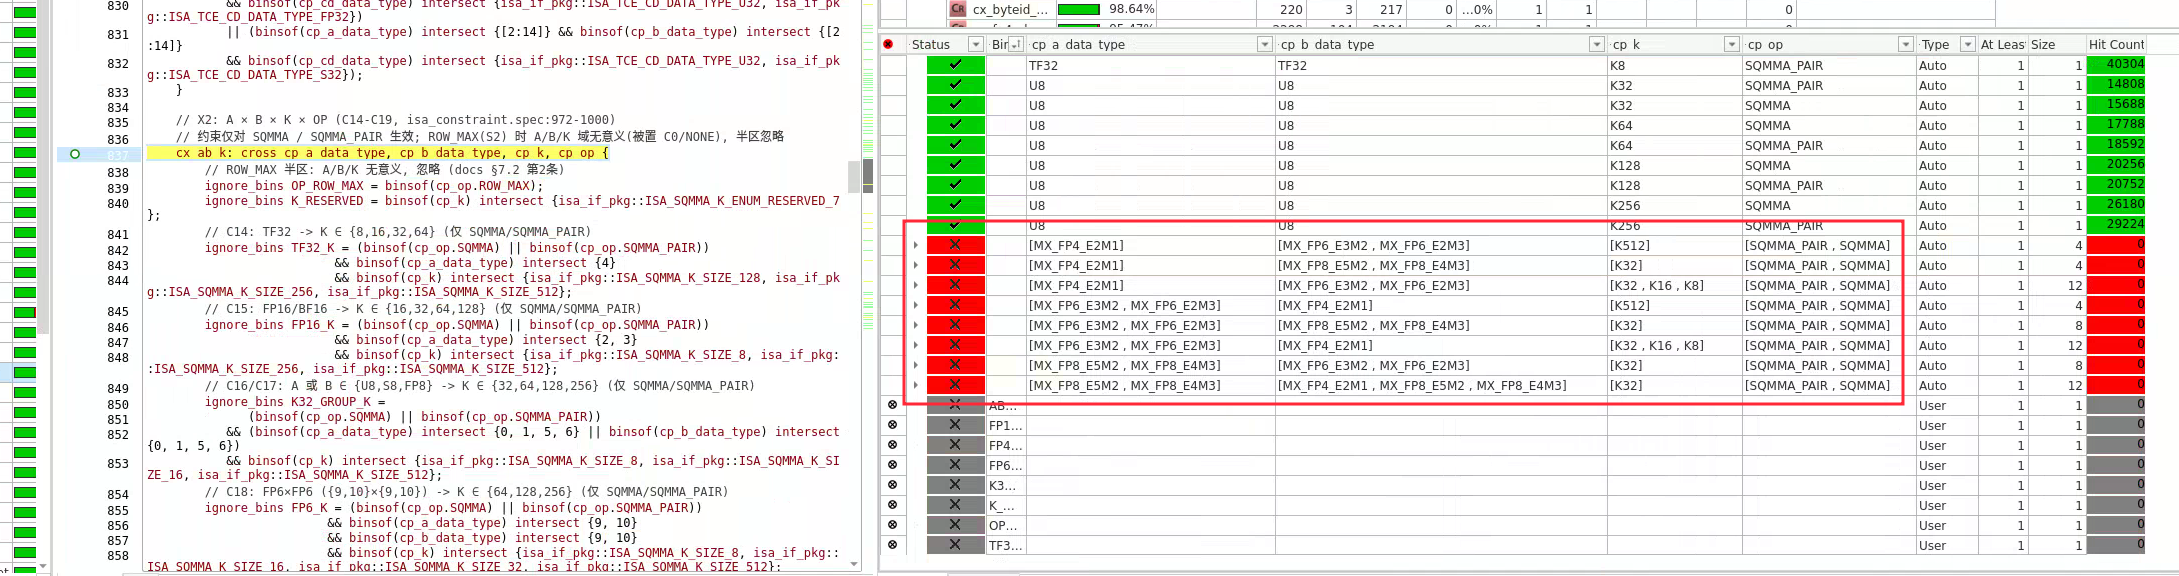 830 && binsof(cp_cd_data_type) intersect {isa_if_pkg::ISA_TCE_CD_DATA_TYPE_U32, isa_if_pk
g::ISA_TCE_CD_DATA_TYPE_FP32})
831 || (binsof(cp_a_data_type) intersect {[2:14]} && binsof(cp_b_data_type) intersect {[2
:14]}
832 && binsof(cp_cd_data_type) intersect {isa_if_pkg::ISA_TCE_CD_DATA_TYPE_U32, isa_if_pk
g::ISA_TCE_CD_DATA_TYPE_S32});
833 }
834
835 // X2: A × B × K × OP (C14-C19, isa_constraint.spec:972-1000)
836 // 约束仅对 SQMMA / SQMMA_PAIR 生效; ROW_MAX(S2) 时 A/B/K 域无意义(被置 C0/NONE), 半区忽略
837 cx_ab_k: cross cp_a_data_type, cp_b_data_type, cp_k, cp_op {
838 // ROW_MAX 半区: A/B/K 无意义, 忽略 (docs §7.2 第2条)
839 ignore_bins OP_ROW_MAX = binsof(cp_op.ROW_MAX);
840 ignore_bins K_RESERVED = binsof(cp_k) intersect {isa_if_pkg::ISA_SQMMA_K_ENUM_RESERVED_7
};
841 // C14: TF32 -> K ∈ {8,16,32,64} (仅 SQMMA/SQMMA_PAIR)
842 ignore_bins TF32_K = (binsof(cp_op.SQMMA) || binsof(cp_op.SQMMA_PAIR))
843 && binsof(cp_a_data_type) intersect {4}
844 && binsof(cp_k) intersect {isa_if_pkg::ISA_SQMMA_K_SIZE_128, isa_if_pk
g::ISA_SQMMA_K_SIZE_256, isa_if_pkg::ISA_SQMMA_K_SIZE_512};
845 // C15: FP16/BF16 -> K ∈ {16,32,64,128} (仅 SQMMA/SQMMA_PAIR)
846 ignore_bins FP16_K = (binsof(cp_op.SQMMA) || binsof(cp_op.SQMMA_PAIR))
847 && binsof(cp_a_data_type) intersect {2, 3}
848 && binsof(cp_k) intersect {isa_if_pkg::ISA_SQMMA_K_SIZE_8, isa_if_pkg:
:ISA_SQMMA_K_SIZE_256, isa_if_pkg::ISA_SQMMA_K_SIZE_512};
849 // C16/C17: A 或 B ∈ {U8,S8,FP8} -> K ∈ {32,64,128,256} (仅 SQMMA/SQMMA_PAIR)
850 ignore_bins K32_GROUP_K =
851 (binsof(cp_op.SQMMA) || binsof(cp_op.SQMMA_PAIR))
852 && (binsof(cp_a_data_type) intersect {0, 1, 5, 6} || binsof(cp_b_data_type) intersect
{0, 1, 5, 6})
853 && binsof(cp_k) intersect {isa_if_pkg::ISA_SQMMA_K_SIZE_8, isa_if_pkg::ISA_SQMMA_K_SI
ZE_16, isa_if_pkg::ISA_SQMMA_K_SIZE_512};
854 // C18: FP6×FP6 ({9,10}×{9,10}) -> K ∈ {64,128,256} (仅 SQMMA/SQMMA_PAIR)
855 ignore_bins FP6_K = (binsof(cp_op.SQMMA) || binsof(cp_op.SQMMA_PAIR))
856 && binsof(cp_a_data_type) intersect {9, 10}
857 && binsof(cp_b_data_type) intersect {9, 10}
858 && binsof(cp_k) intersect {isa_if_pkg::ISA_SQMMA_K_SIZE_8, isa_if_pkg::
ISA_SQMMA_K_SIZE_16, isa_if_pkg::ISA_SQMMA_K_SIZE_32, isa_if_pkg::ISA_SQMMA_K_SIZE_512};
cx_byteid_... 98.64% 220 3 217 0 ...0% 1 1 0
Status Bin cp_a_data_type cp_b_data_type cp_k cp_op Type At Leas Size Hit Count
TF32 TF32 K8 SQMMA_PAIR Auto 1 1 40304
U8 U8 K32 SQMMA_PAIR Auto 1 1 14808
U8 U8 K32 SQMMA Auto 1 1 15688
U8 U8 K64 SQMMA Auto 1 1 17788
U8 U8 K64 SQMMA_PAIR Auto 1 1 18592
U8 U8 K128 SQMMA Auto 1 1 20256
U8 U8 K128 SQMMA_PAIR Auto 1 1 20752
U8 U8 K256 SQMMA Auto 1 1 26180
U8 U8 K256 SQMMA_PAIR Auto 1 1 29224
[MX_FP4_E2M1] [MX_FP6_E3M2 , MX_FP6_E2M3] [K512] [SQMMA_PAIR , SQMMA] Auto 1 4 0
[MX_FP4_E2M1] [MX_FP8_E5M2 , MX_FP8_E4M3] [K32] [SQMMA_PAIR , SQMMA] Auto 1 4 0
[MX_FP4_E2M1] [MX_FP6_E3M2 , MX_FP6_E2M3] [K32 , K16 , K8] [SQMMA_PAIR , SQMMA] Auto 1 12 0
[MX_FP6_E3M2 , MX_FP6_E2M3] [MX_FP4_E2M1] [K512] [SQMMA_PAIR , SQMMA] Auto 1 4 0
[MX_FP6_E3M2 , MX_FP6_E2M3] [MX_FP8_E5M2 , MX_FP8_E4M3] [K32] [SQMMA_PAIR , SQMMA] Auto 1 8 0
[MX_FP6_E3M2 , MX_FP6_E2M3] [MX_FP4_E2M1] [K32 , K16 , K8] [SQMMA_PAIR , SQMMA] Auto 1 12 0
[MX_FP8_E5M2 , MX_FP8_E4M3] [MX_FP6_E3M2 , MX_FP6_E2M3] [K32] [SQMMA_PAIR , SQMMA] Auto 1 8 0
[MX_FP8_E5M2 , MX_FP8_E4M3] [MX_FP4_E2M1 , MX_FP8_E5M2 , MX_FP8_E4M3] [K32] [SQMMA_PAIR , SQMMA] Auto 1 12 0
AB... User 1 1 0
FP1... User 1 1 0
FP4... User 1 1 0
FP6... User 1 1 0
K3... User 1 1 0
K_... User 1 1 0
OP... User 1 1 0
TF3... User 1 1 0